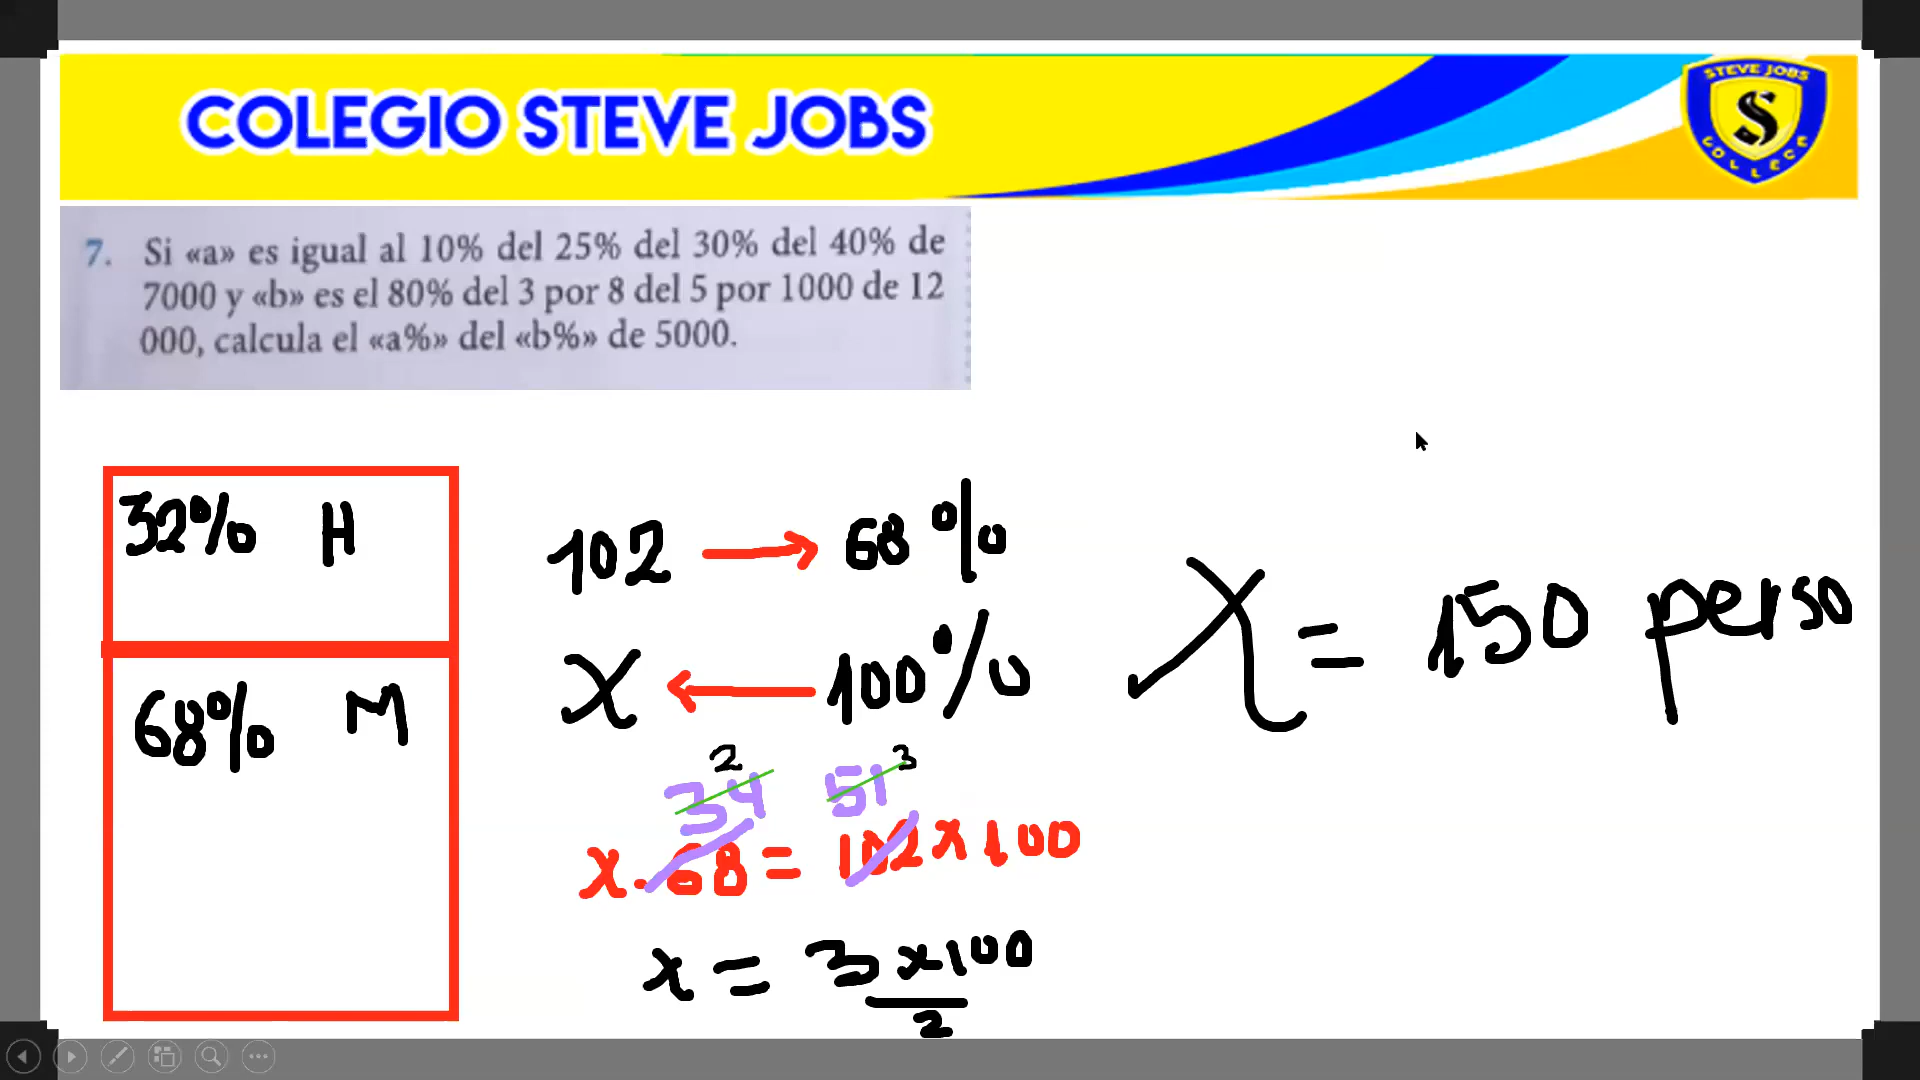 COLEGIO STEVE JOBS
STEVE JOBS
S
COLLEGE
7. Si «a» es igual al 10% del 25% del 30% del 40% de
7000 y «b» es el 80% del 3 por 8 del 5 por 1000 de 12
000, calcula el «a%» del «b%» de 5000.
32% H
68% M
102 → 68%
x ← 100%
X = 150 perso
2 3
34 51
x . 68 = 102 x 100
x = 3 x 100
2